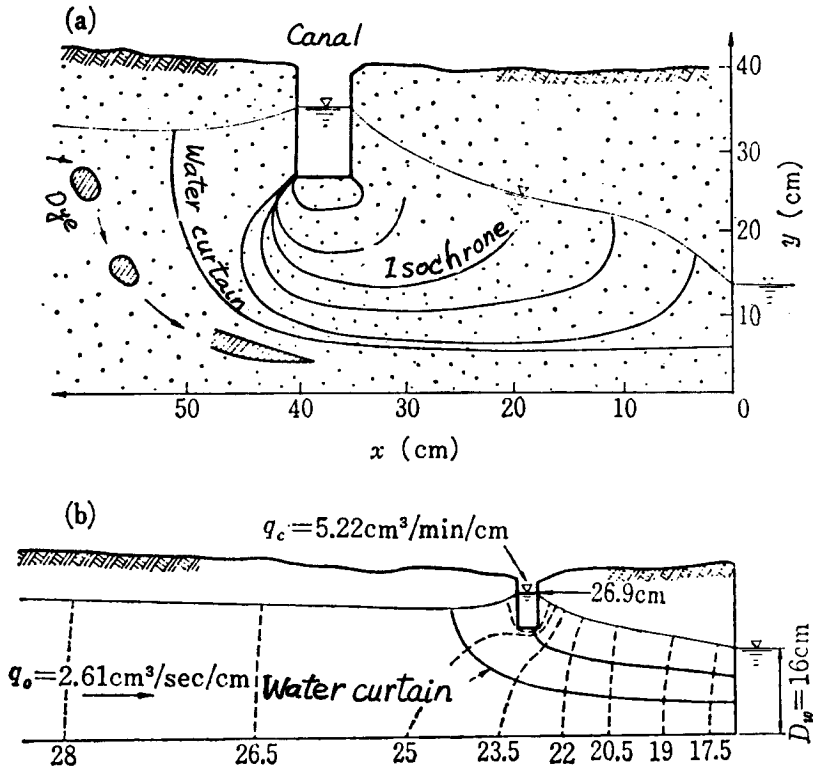 (a)
Canal
40
30
20
10
y (cm)
Dye
Water curtain
Isochrone
50 40 30 20 10 0
x (cm)
(b)
q_c=5.22cm³/min/cm
26.9cm
q_o=2.61cm³/sec/cm
Water curtain
D_w=16cm
28 26.5 25 23.5 22 20.5 19 17.5